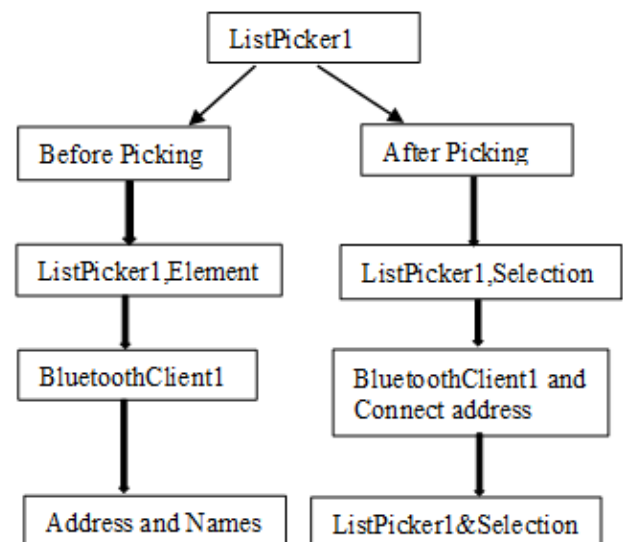 ListPicker1
Before Picking
After Picking
ListPicker1,Element
ListPicker1,Selection
BluetoothClient1
BluetoothClient1 and
Connect address
Address and Names
ListPicker1&Selection